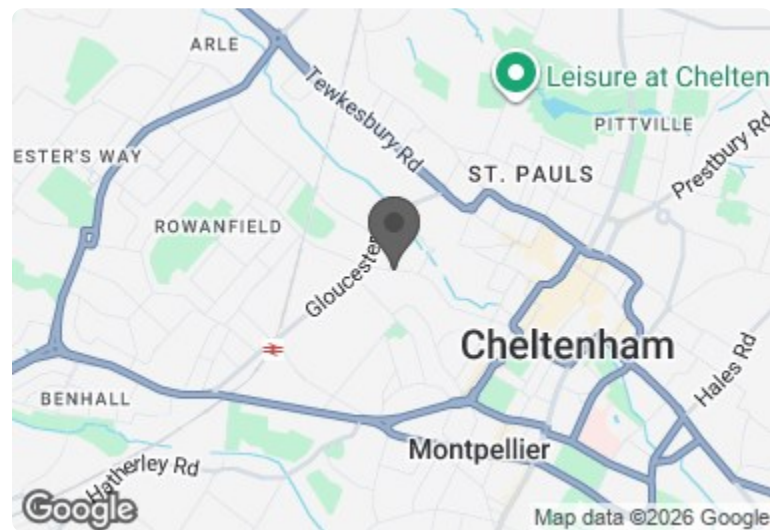 ARLE
Leisure at Chelten
Tewkesbury Rd
PITTVILLE
ESTER'S WAY
ST. PAULS
Prestbury Rd
ROWANFIELD
Gloucester
Cheltenham
Hales Rd
BENHALL
Montpellier
Hatherley Rd
Google
Map data ©2026 Google